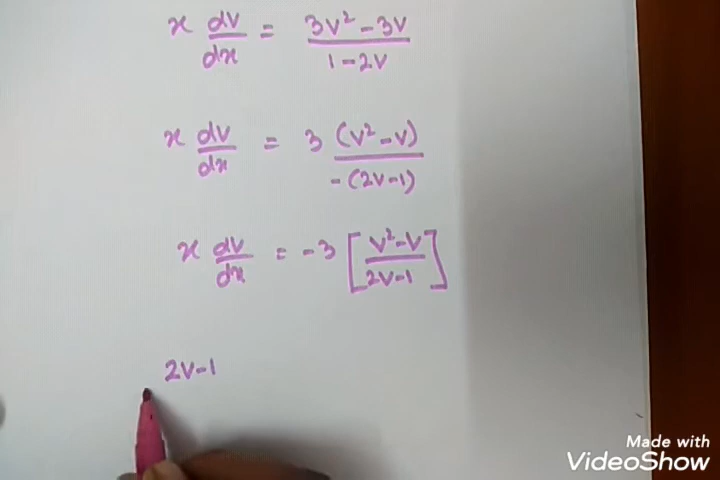 x dv/dx = 3v² - 3v / 1 - 2v
x dv/dx = 3 (v² - v) / -(2v-1)
x dv/dx = -3 [v² - v / 2v-1]
2v-1
Made with
VideoShow